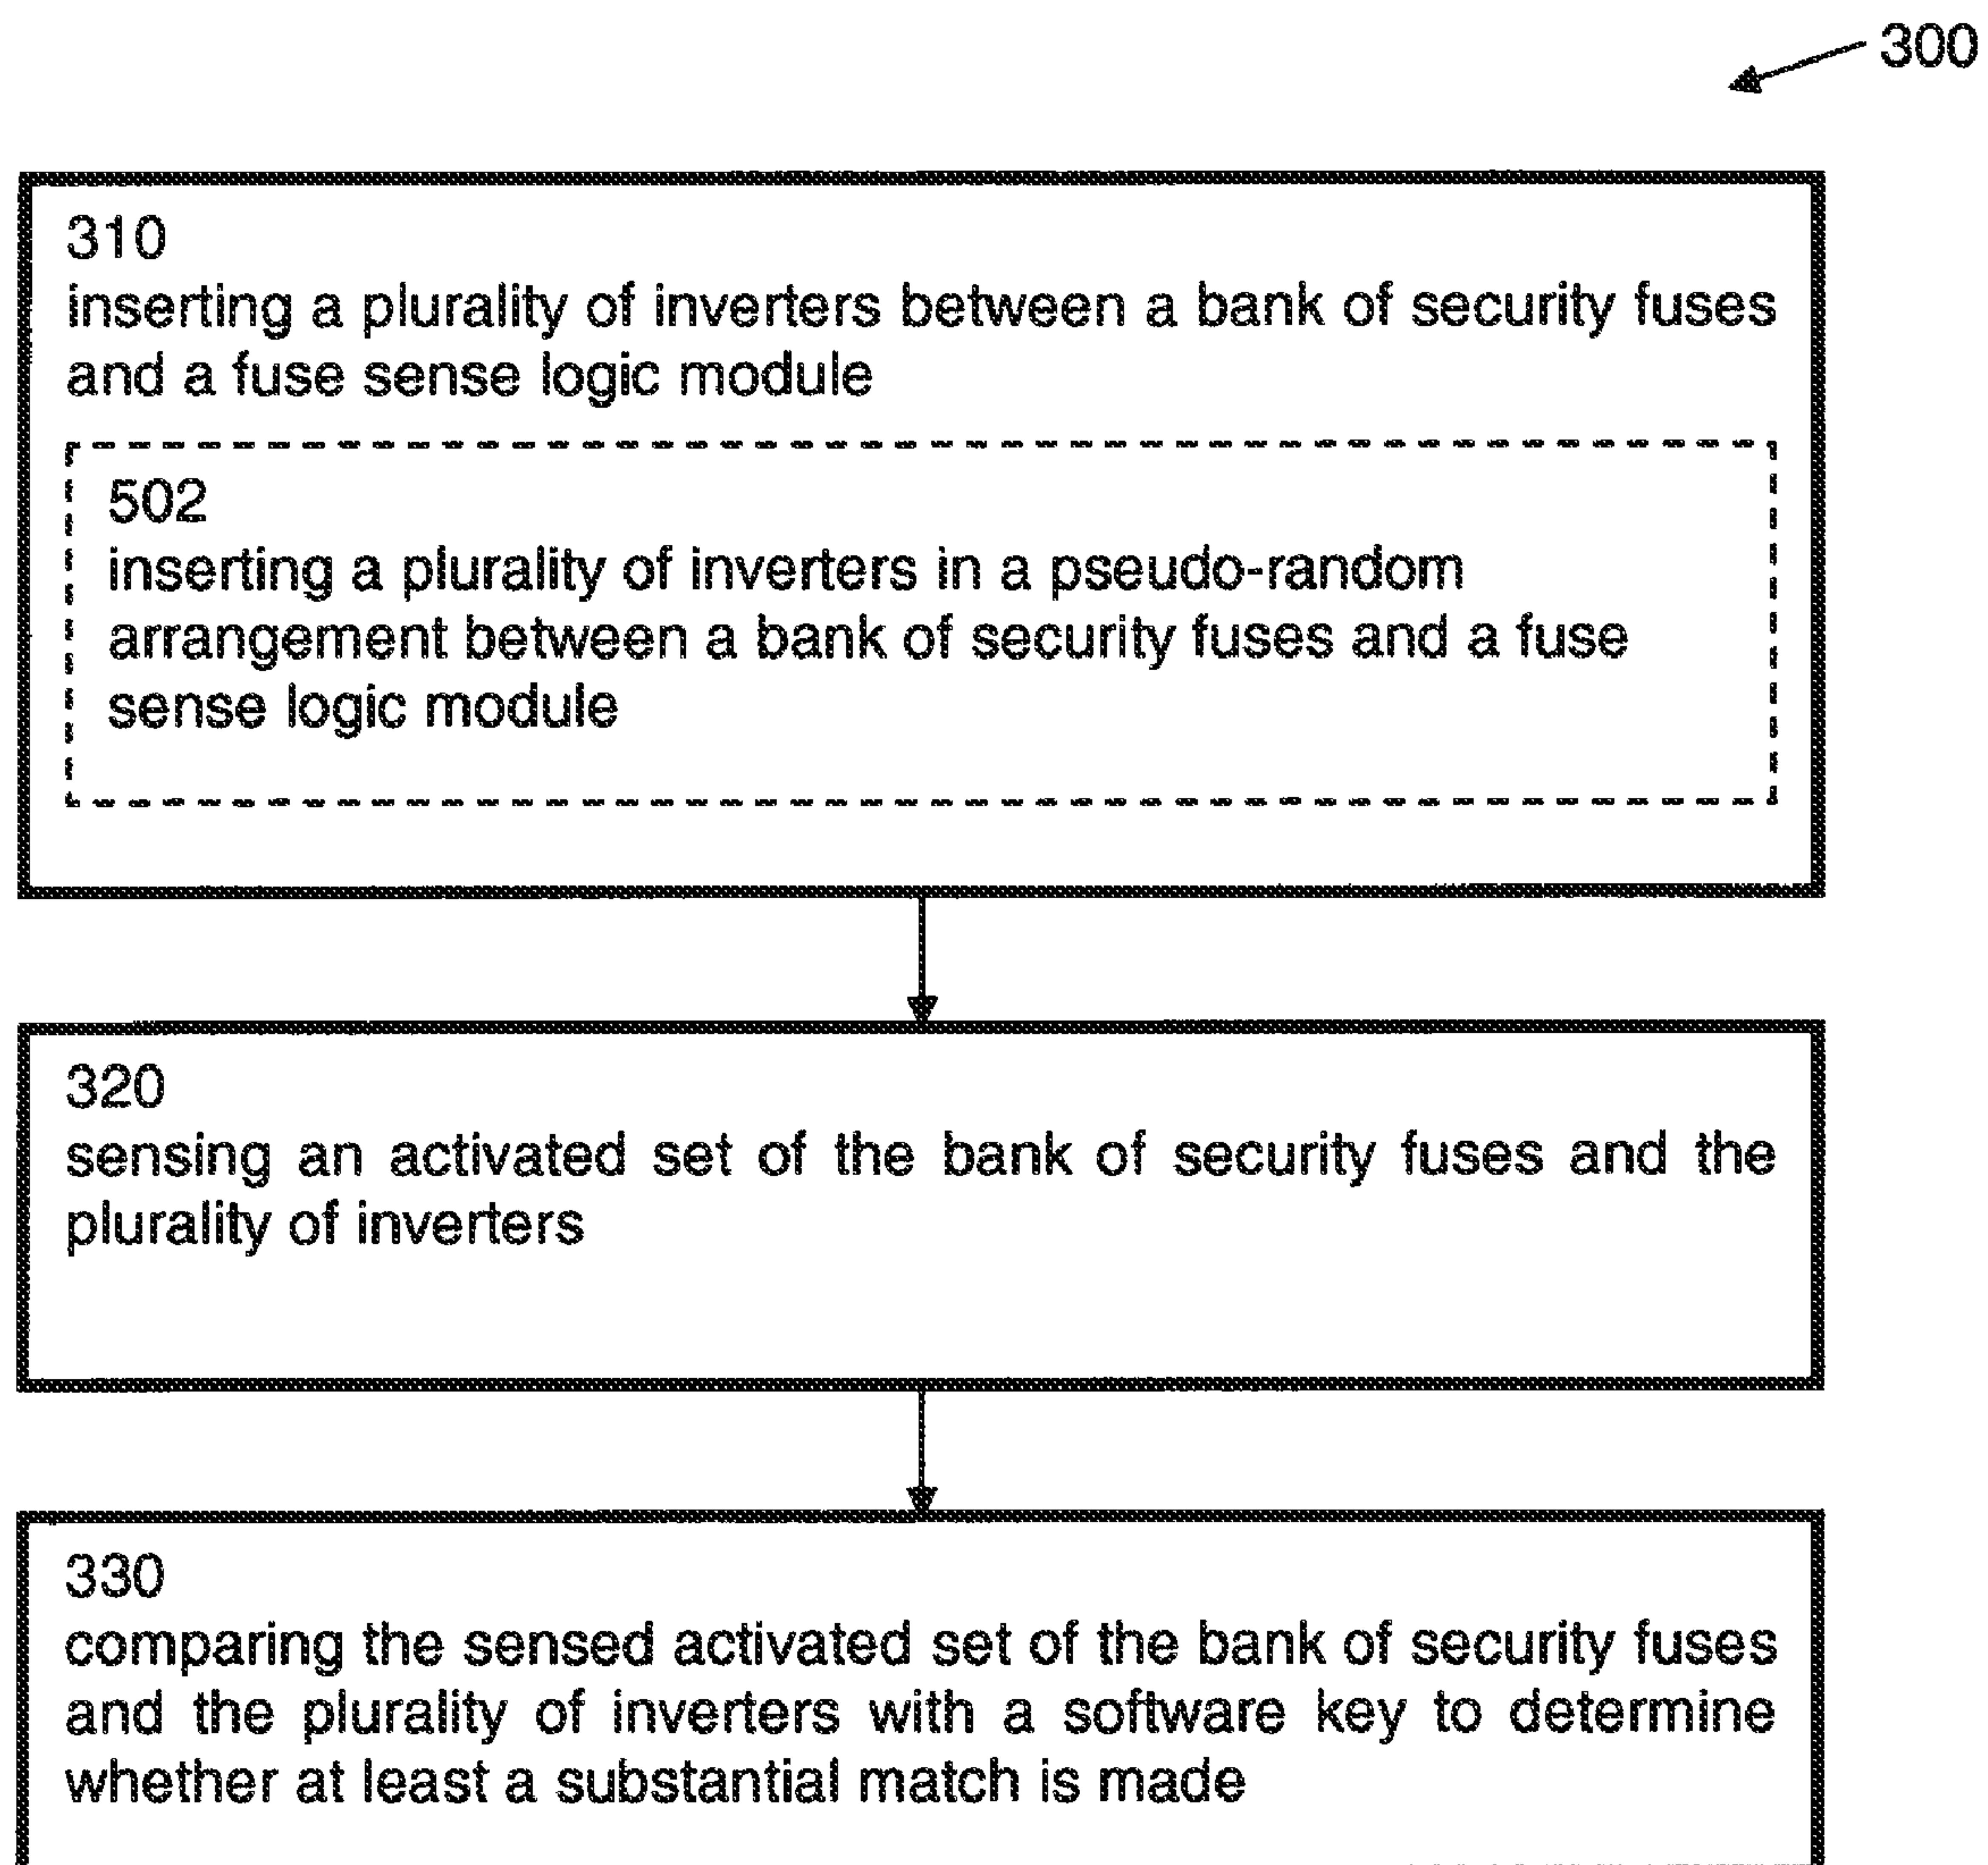 300
310
inserting a plurality of inverters between a bank of security fuses
and a fuse sense logic module
502
inserting a plurality of inverters in a pseudo-random
arrangement between a bank of security fuses and a fuse
sense logic module
320
sensing an activated set of the bank of security fuses and the
plurality of inverters
330
comparing the sensed activated set of the bank of security fuses
and the plurality of inverters with a software key to determine
whether at least a substantial match is made